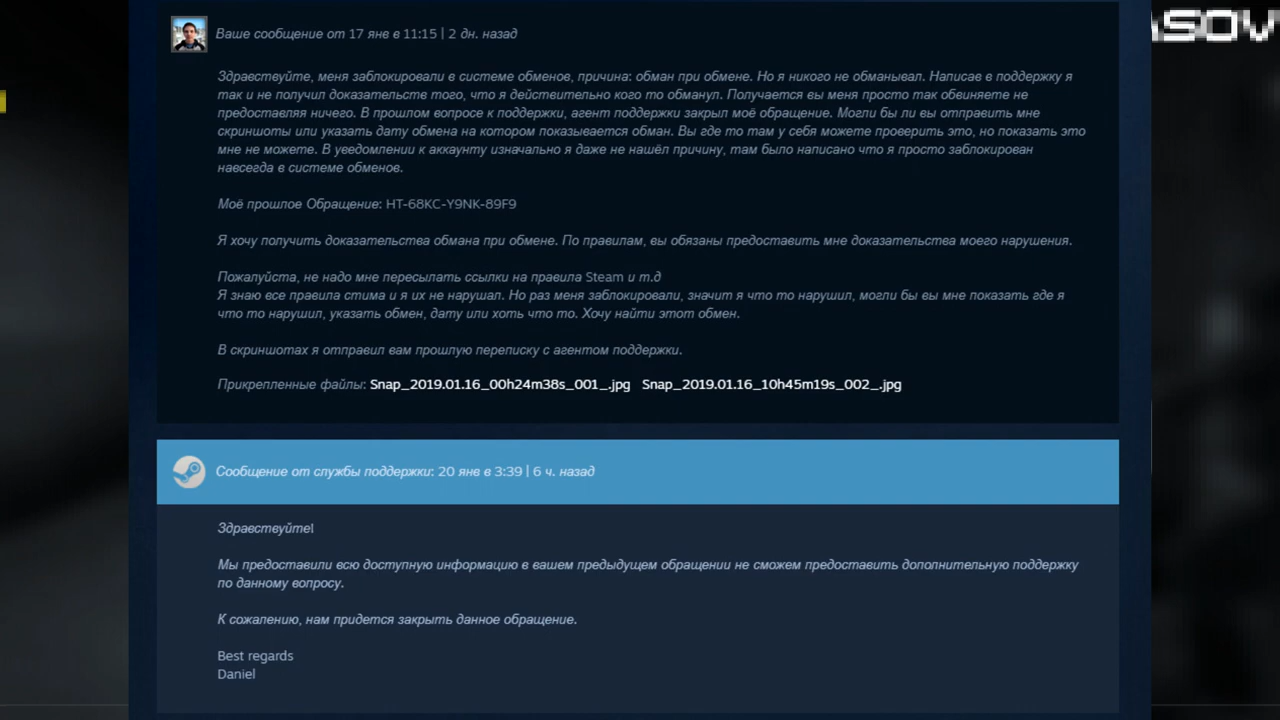 Ваше сообщение от 17 янв в 11:15 | 2 дн. назад
Здравствуйте, меня заблокировали в системе обменов, причина: обман при обмене. Но я никого не обманывал. Написав в поддержку я
так и не получил доказательств того, что я действительно кого то обманул. Получается вы меня просто так обвиняете не
предоставляя ничего. В прошлом вопросе к поддержки, агент поддержки закрыл моё обращение. Могли бы ли вы отправить мне
скриншоты или указать дату обмена на котором показывается обман. Вы где то там у себя можете проверить это, но показать это
мне не можете. В уведомлении к аккаунту изначально я даже не нашёл причину, там было написано что я просто заблокирован
навсегда в системе обменов.
Моё прошлое Обращение: HT-68KC-Y9NK-89F9
Я хочу получить доказательства обмана при обмене. По правилам, вы обязаны предоставить мне доказательства моего нарушения.
Пожалуйста, не надо мне пересылать ссылки на правила Steam и т.д
Я знаю все правила стима и я их не нарушал. Но раз меня заблокировали, значит я что то нарушил, могли бы вы мне показать где я
что то нарушил, указать обмен, дату или хоть что то. Хочу найти этот обмен.
В скриншотах я отправил вам прошлую переписку с агентом поддержки.
Прикрепленные файлы: Snap_2019.01.16_00h24m38s_001_.jpg Snap_2019.01.16_10h45m19s_002_.jpg
Сообщение от службы поддержки: 20 янв в 3:39 | 6 ч. назад
Здравствуйте!
Мы предоставили всю доступную информацию в вашем предыдущем обращении не сможем предоставить дополнительную поддержку
по данному вопросу.
К сожалению, нам придется закрыть данное обращение.
Best regards
Daniel